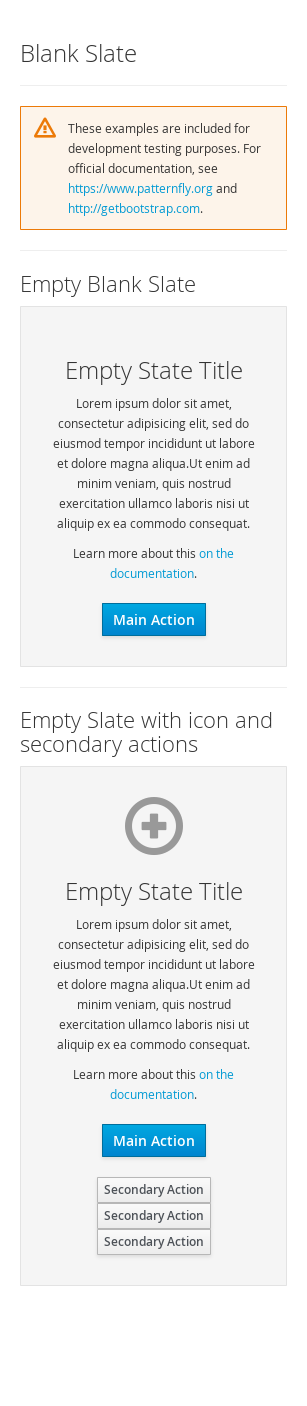 Blank Slate
These examples are included for
development testing purposes. For
official documentation, see
https://www.patternfly.org and
http://getbootstrap.com.
Empty Blank Slate
Empty State Title
Lorem ipsum dolor sit amet,
consectetur adipisicing elit, sed do
eiusmod tempor incididunt ut labore
et dolore magna aliqua.Ut enim ad
minim veniam, quis nostrud
exercitation ullamco laboris nisi ut
aliquip ex ea commodo consequat.
Learn more about this on the
documentation.
Main Action
Empty Slate with icon and
secondary actions
Empty State Title
Lorem ipsum dolor sit amet,
consectetur adipisicing elit, sed do
eiusmod tempor incididunt ut labore
et dolore magna aliqua.Ut enim ad
minim veniam, quis nostrud
exercitation ullamco laboris nisi ut
aliquip ex ea commodo consequat.
Learn more about this on the
documentation.
Main Action
Secondary Action
Secondary Action
Secondary Action